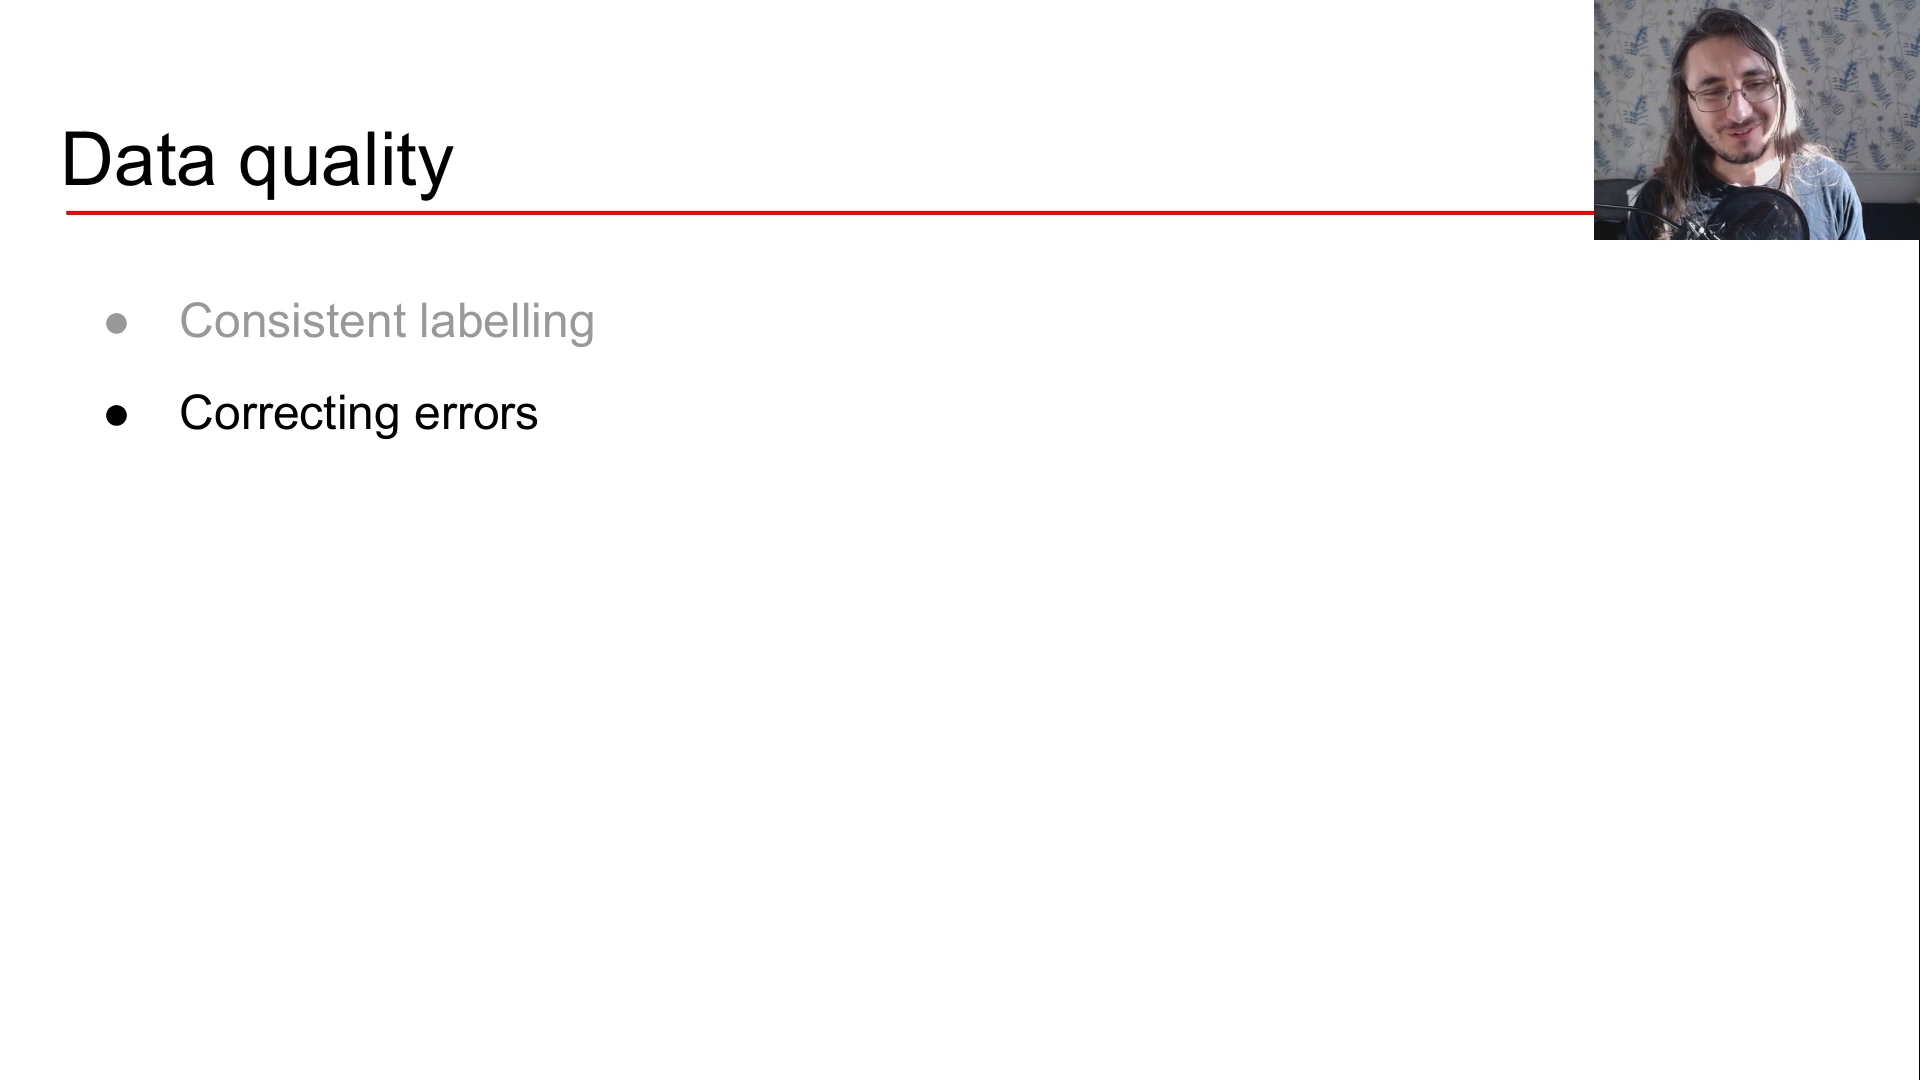 Data quality
● Consistent labelling
● Correcting errors